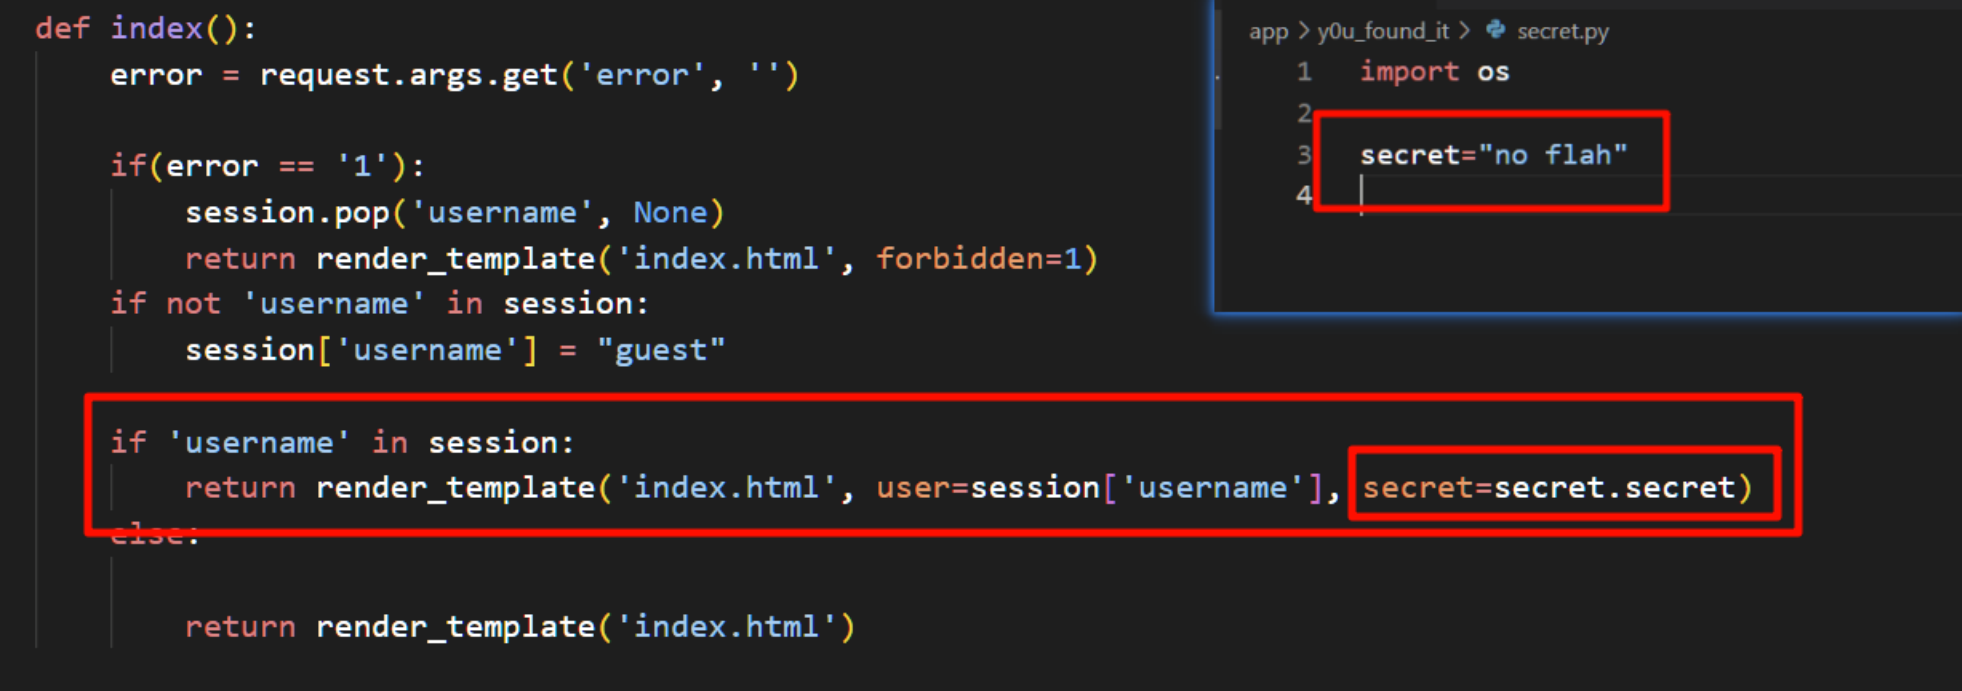 def index():
error = request.args.get('error', '')
if(error == '1'):
session.pop('username', None)
return render_template('index.html', forbidden=1)
if not 'username' in session:
session['username'] = "guest"
if 'username' in session:
return render_template('index.html', user=session['username'], secret=secret.secret)
else:
return render_template('index.html')
app > y0u_found_it > secret.py
1 import os
2
3 secret="no flah"
4